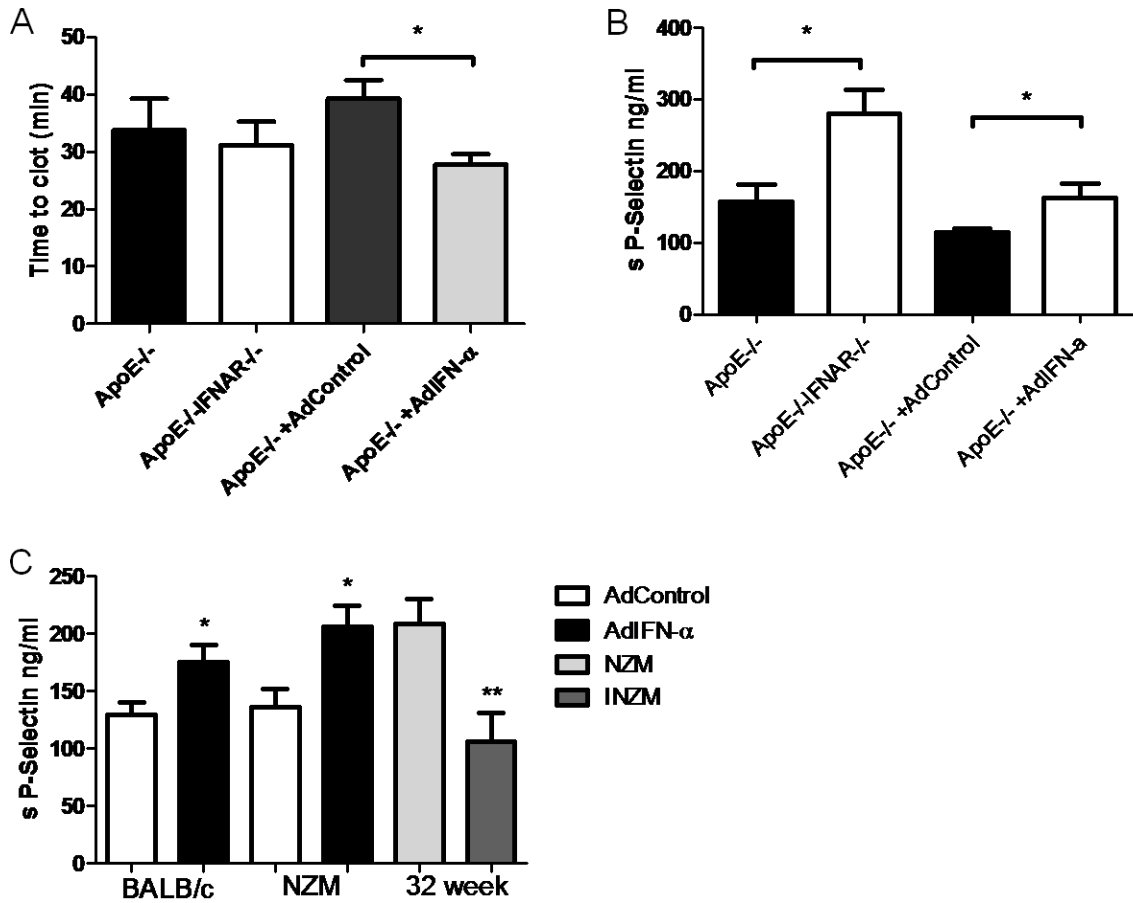 A
Time to clot (min)
50
40
30
20
10
0
*
ApoE-/-
ApoE-/-IFNAR-/-
ApoE-/- +AdControl
ApoE-/- +AdIFN-α
B
s P-Selectin ng/ml
400
300
200
100
0
*
*
ApoE-/-
ApoE-/-IFNAR-/-
ApoE-/- +AdControl
ApoE-/- +AdIFN-a
C
s P-Selectin ng/ml
250
200
150
100
50
0
*
*
**
BALB/c NZM 32 week
AdControl
AdIFN-α
NZM
INZM